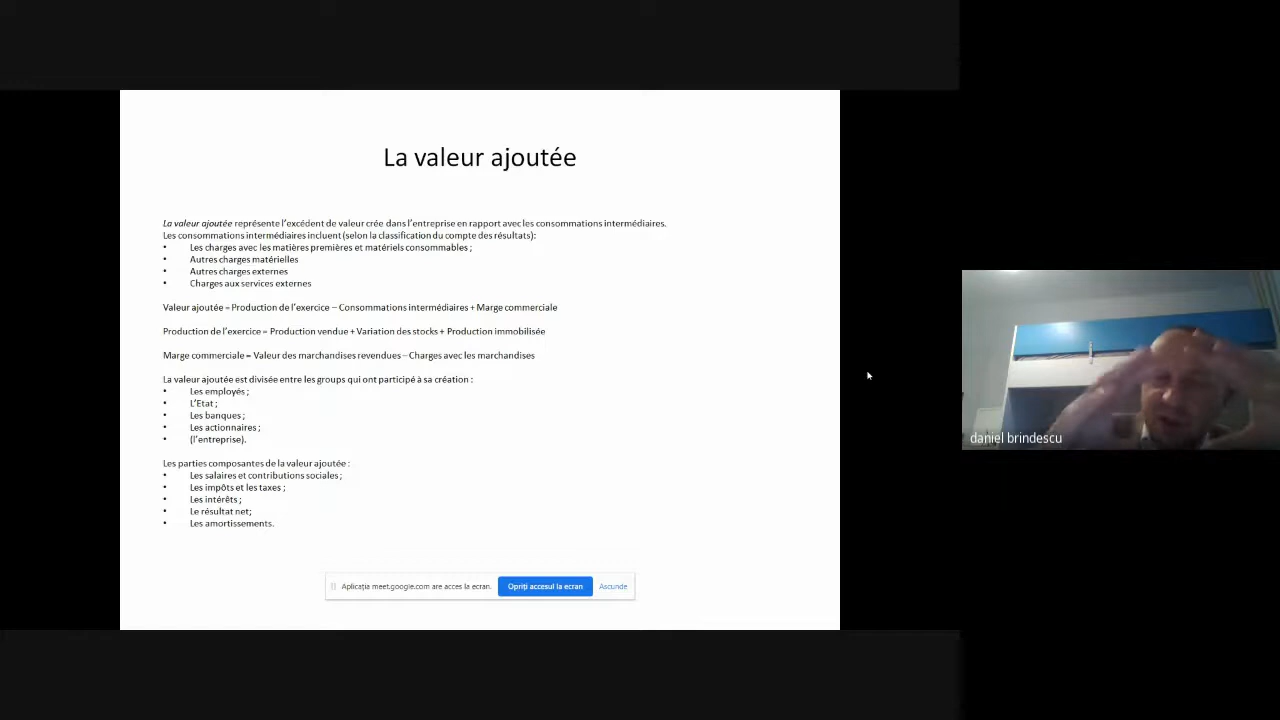 La valeur ajoutée
La valeur ajoutée représente l'excédent de valeur crée dans l'entreprise en rapport avec les consommations intermédiaires.
Les consommations intermédiaires incluent (selon la classification du compte des résultats):
• Les charges avec les matières premières et matériels consommables ;
• Autres charges matérielles
• Autres charges externes
• Charges aux services externes
Valeur ajoutée = Production de l'exercice – Consommations intermédiaires + Marge commerciale
Production de l'exercice = Production vendue + Variation des stocks + Production immobilisée
Marge commerciale = Valeur des marchandises revendues – Charges avec les marchandises
La valeur ajoutée est divisée entre les groups qui ont participé à sa création :
• Les employés ;
• L'Etat ;
• Les banques ;
• Les actionnaires ;
• (l'entreprise).
Les parties composantes de la valeur ajoutée :
• Les salaires et contributions sociales ;
• Les impôts et les taxes ;
• Les intérêts ;
• Le résultat net;
• Les amortissements.
Aplicația meet.google.com are acces la ecran. Opriți accesul la ecran Ascunde
daniel brindescu